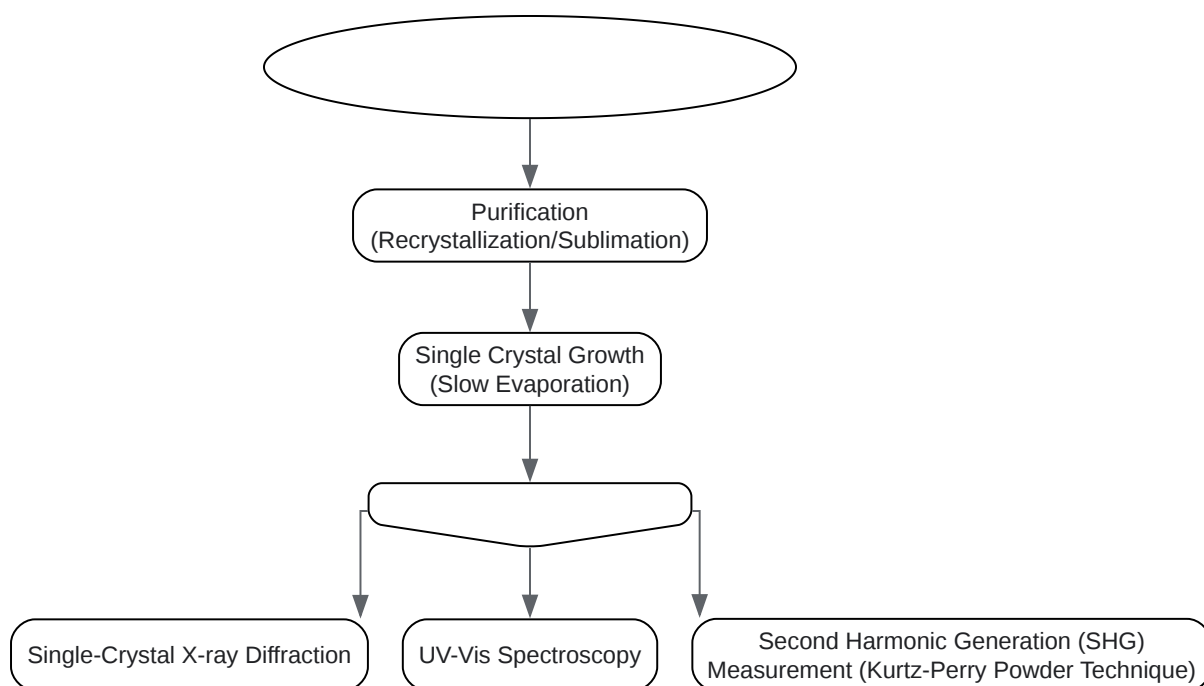 Purification
(Recrystallization/Sublimation)
Single Crystal Growth
(Slow Evaporation)
Single-Crystal X-ray Diffraction
UV-Vis Spectroscopy
Second Harmonic Generation (SHG)
Measurement (Kurtz-Perry Powder Technique)